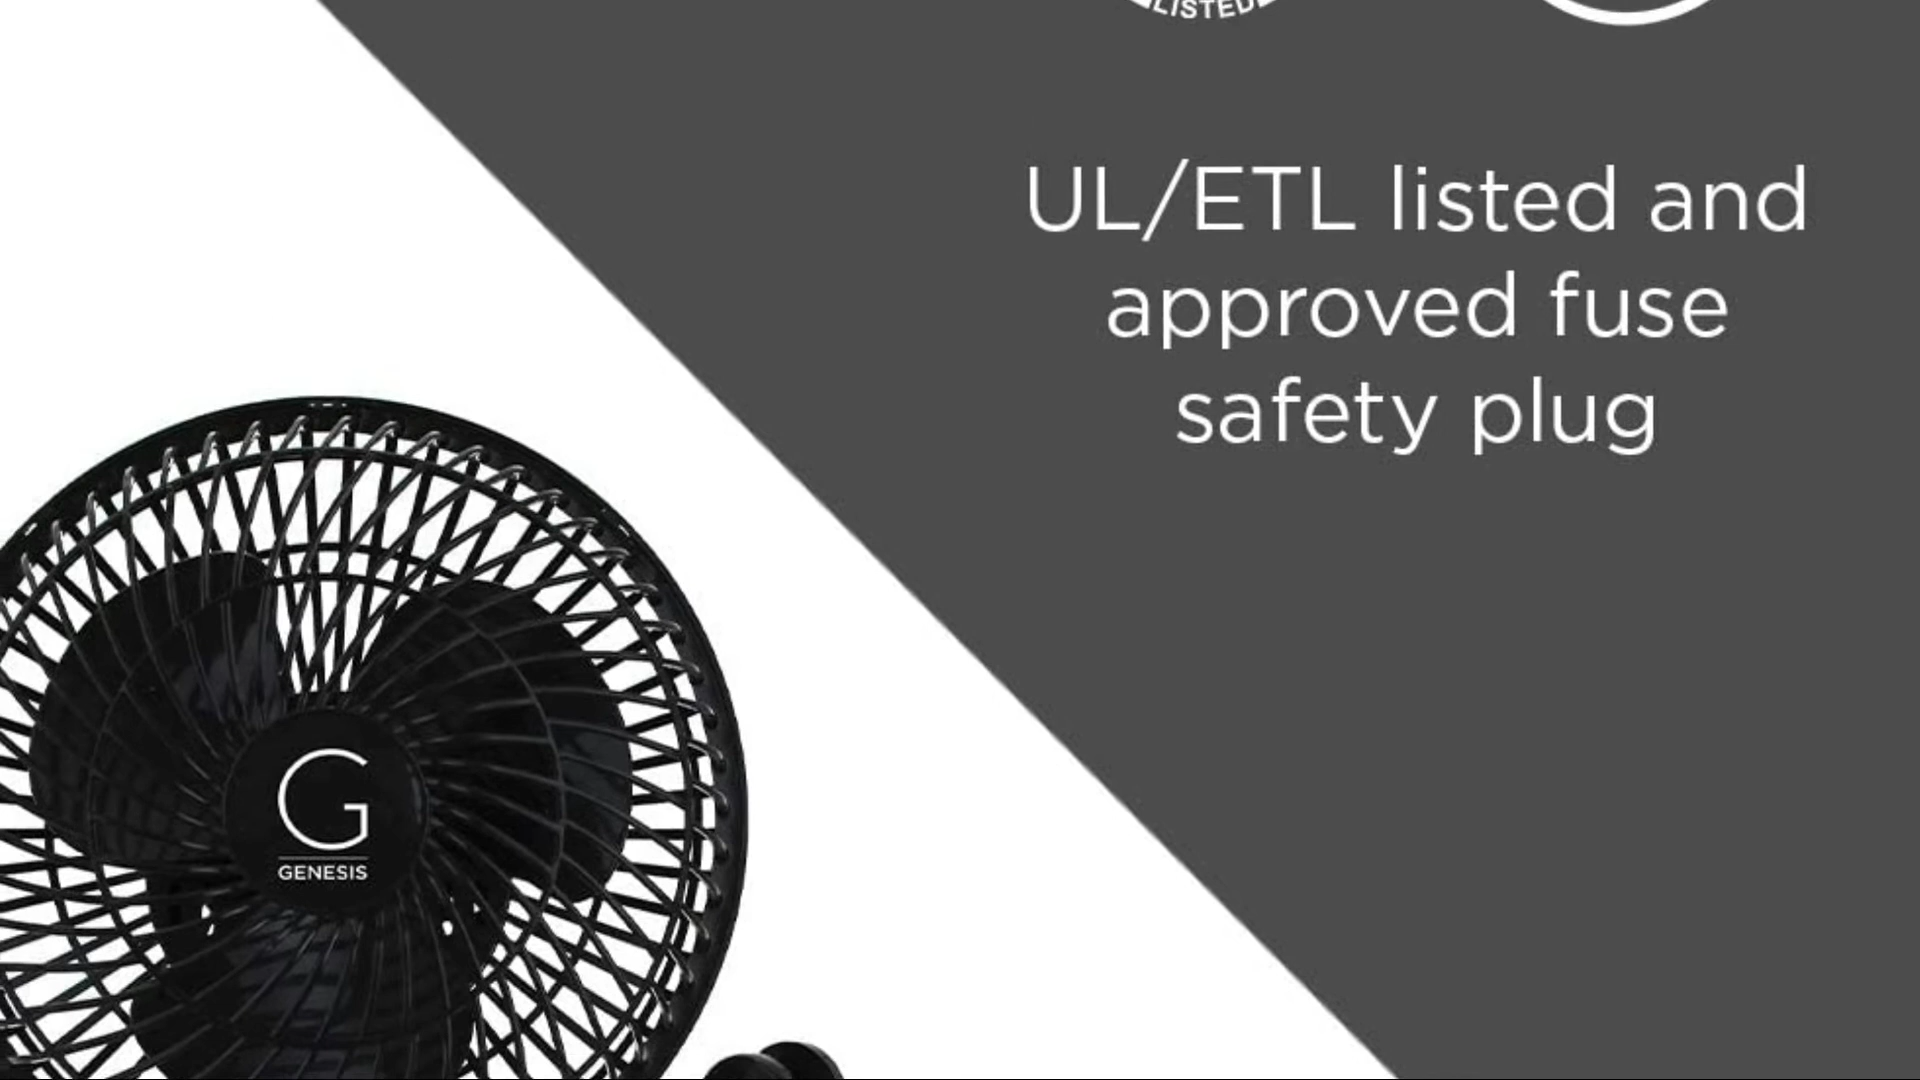 LISTED
UL/ETL listed and
approved fuse
safety plug
G
GENESIS